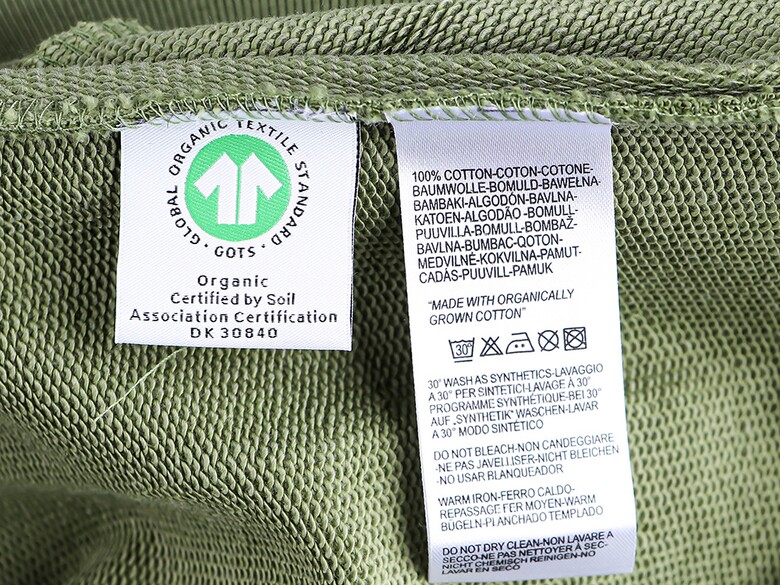 GLOBAL ORGANIC TEXTILE STANDARD · GOTS ·
Organic
Certified by Soil
Association Certification
DK 30840
100% COTTON-COTON-COTONE-
BAUMWOLLE-BOMULD-BAWEŁNA-
BAMBAKI-ALGODÓN-BAVLNA-
KATOEN-ALGODÃO -BOMULL-
PUUVILLA-BOMULL-BOMBAŽ-
BAVLNA-BUMBAC-QOTON-
MEDVILNĖ-KOKVILNA-PAMUT-
CADÁS-PUUVILL-PAMUK
"MADE WITH ORGANICALLY
GROWN COTTON"
30°
30° WASH AS SYNTHETICS-LAVAGGIO
A 30° PER SINTETICI-LAVAGE À 30°
PROGRAMME SYNTHÉTIQUE-BEI 30°
AUF „SYNTHETIK" WASCHEN-LAVAR
A 30° MODO SINTÉTICO
DO NOT BLEACH-NON CANDEGGIARE
-NE PAS JAVELLISER-NICHT BLEICHEN
-NO USAR BLANQUEADOR
WARM IRON-FERRO CALDO-
REPASSAGE FER MOYEN-WARM
BÜGELN-PLANCHADO TEMPLADO
DO NOT DRY CLEAN-NON LAVARE A
SECCO-NE PAS NETTOYER À SEC-
NICHT CHEMISCH REINIGEN-NO
LAVAR EN SECO